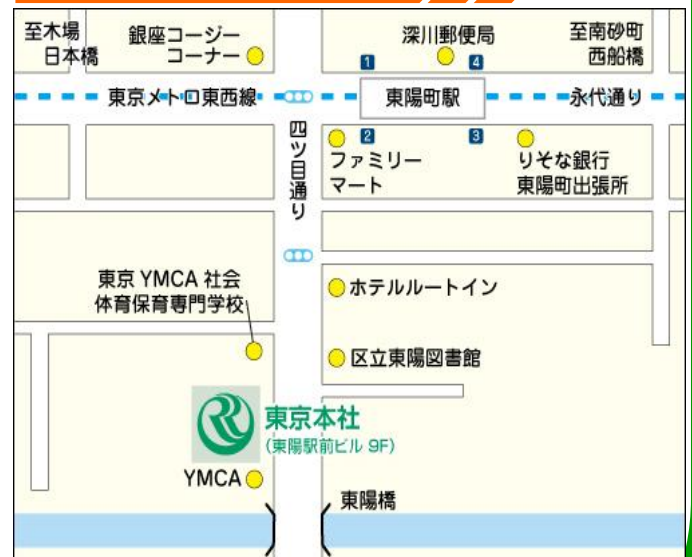 至木場
日本橋
銀座コージー
コーナー
深川郵便局
至南砂町
西船橋
1
4
東京メトロ東西線
東陽町駅
永代通り
四ツ目通り
2
3
ファミリー
マート
りそな銀行
東陽町出張所
東京 YMCA 社会
体育保育専門学校
ホテルルートイン
区立東陽図書館
R
東京本社
(東陽駅前ビル 9F)
YMCA
東陽橋